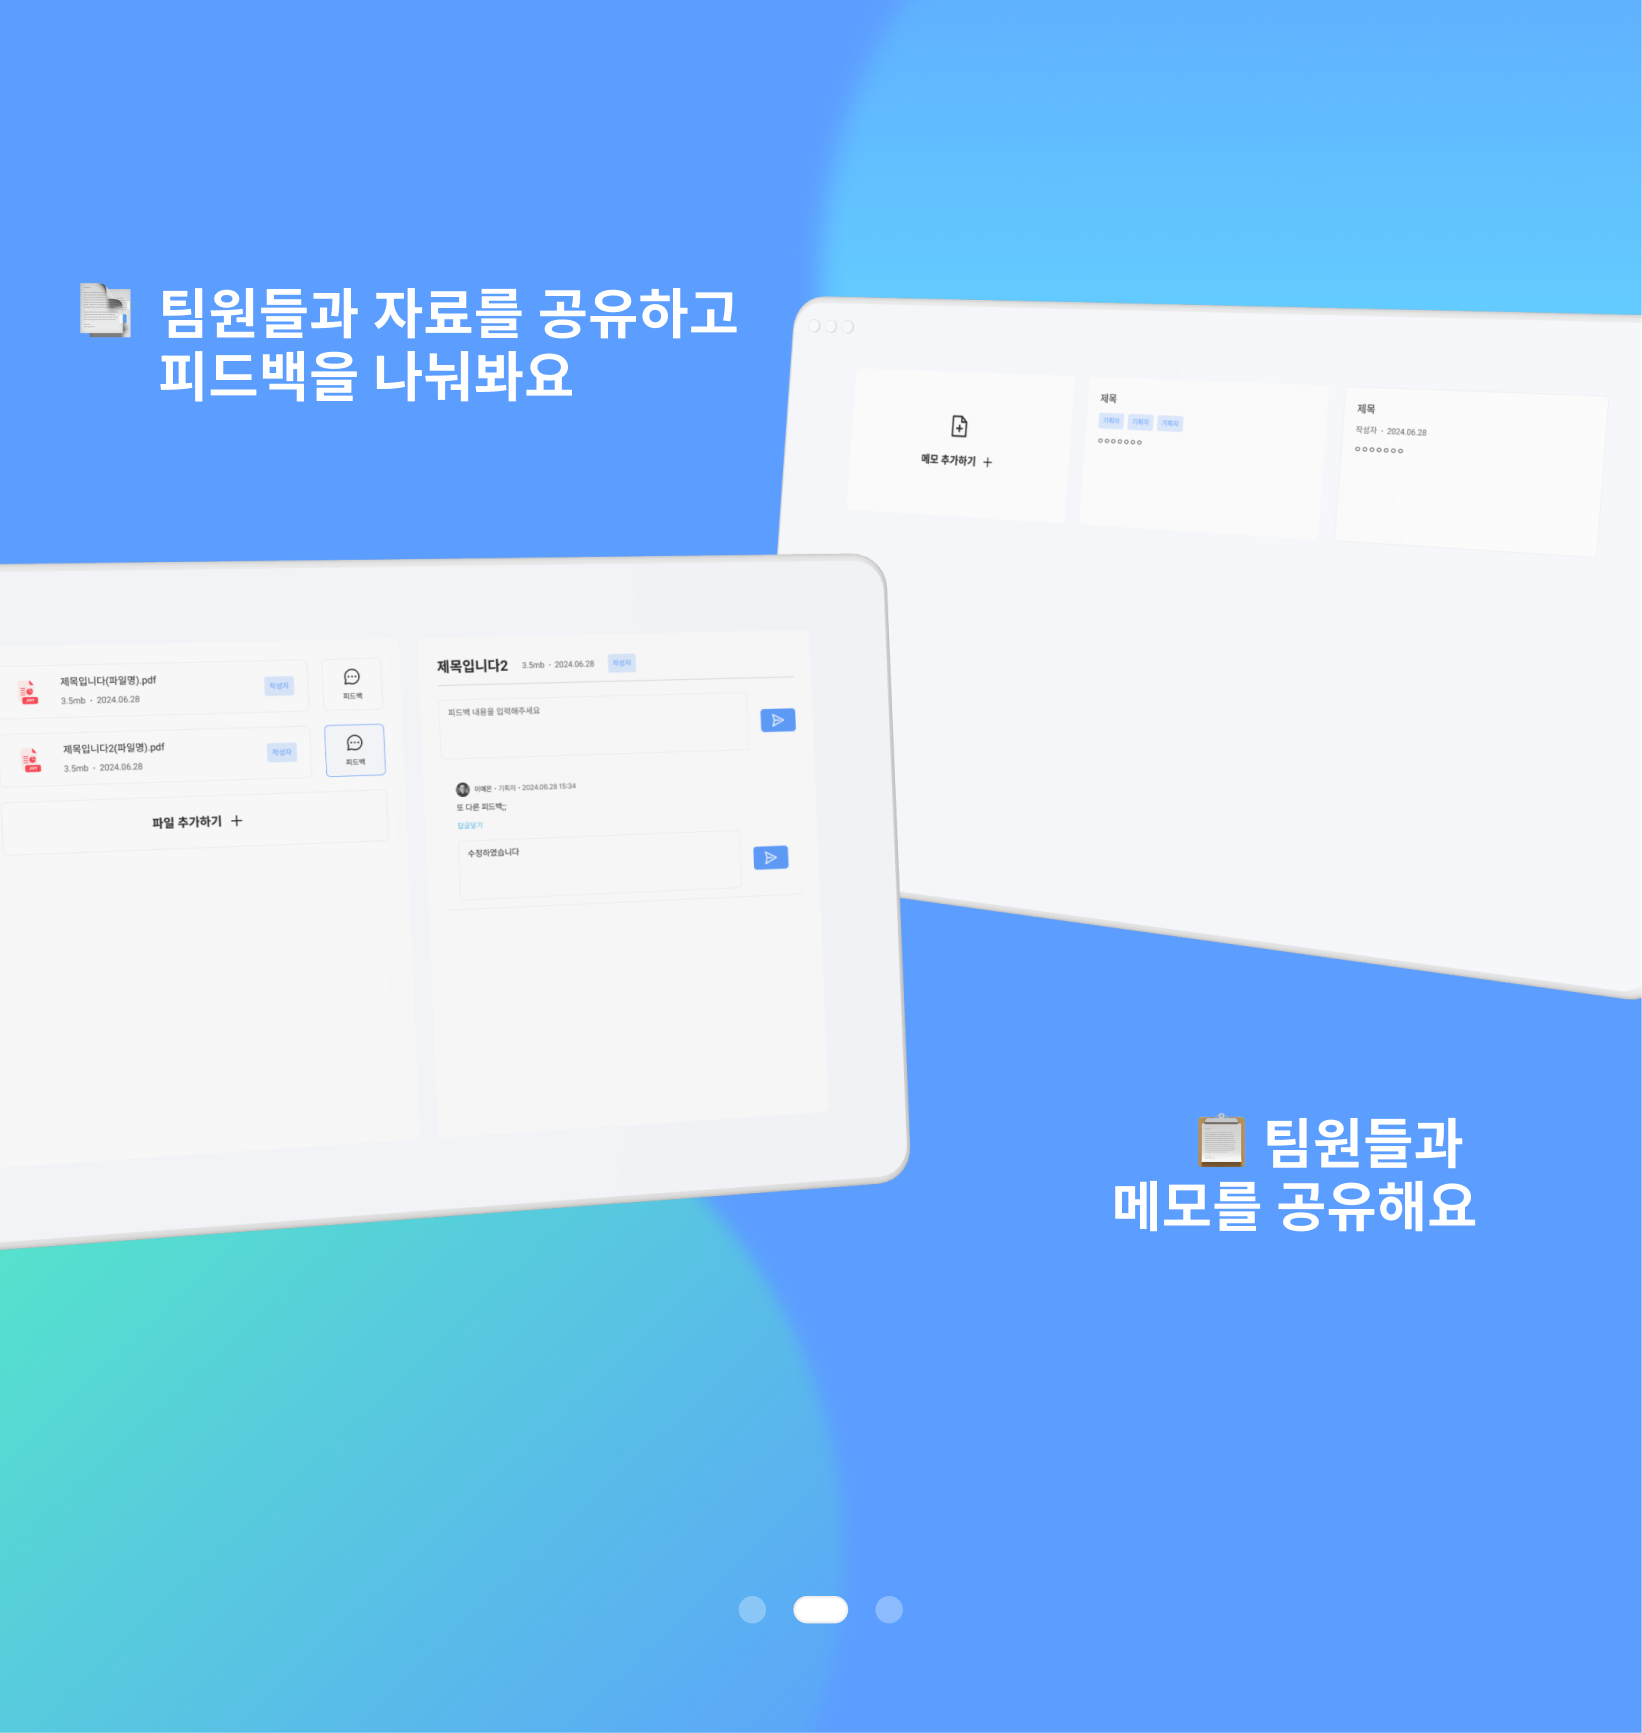 팀원들과 자료를 공유하고
피드백을 나눠봐요
메모 추가하기
제목
기획자 기획자 기획자
ㅇㅇㅇㅇㅇㅇㅇ
제목
작성자 · 2024.06.28
ㅇㅇㅇㅇㅇㅇㅇ
제목입니다(파일명).pdf
3.5mb · 2024.06.28
작성자
피드백
제목입니다2(파일명).pdf
3.5mb · 2024.06.28
작성자
피드백
파일 추가하기
제목입니다2 3.5mb · 2024.06.28 작성자
피드백 내용을 입력해주세요
이예은 · 기획자 · 2024.06.28 15:34
또 다른 피드백;;
답글달기
수정하였습니다
팀원들과
메모를 공유해요